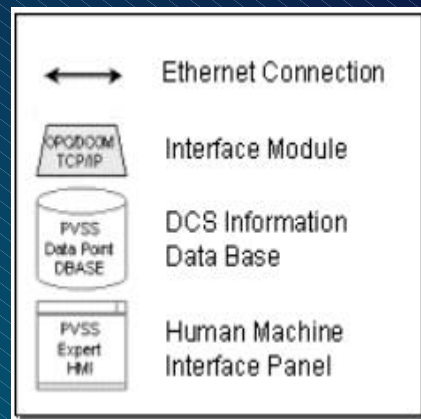 Ethernet Connection
OPC/DCOM
TCP/IP
Interface Module
PVSS
Data Point
DBASE
DCS Information
Data Base
PVSS
Expert
HMI
Human Machine
Interface Panel